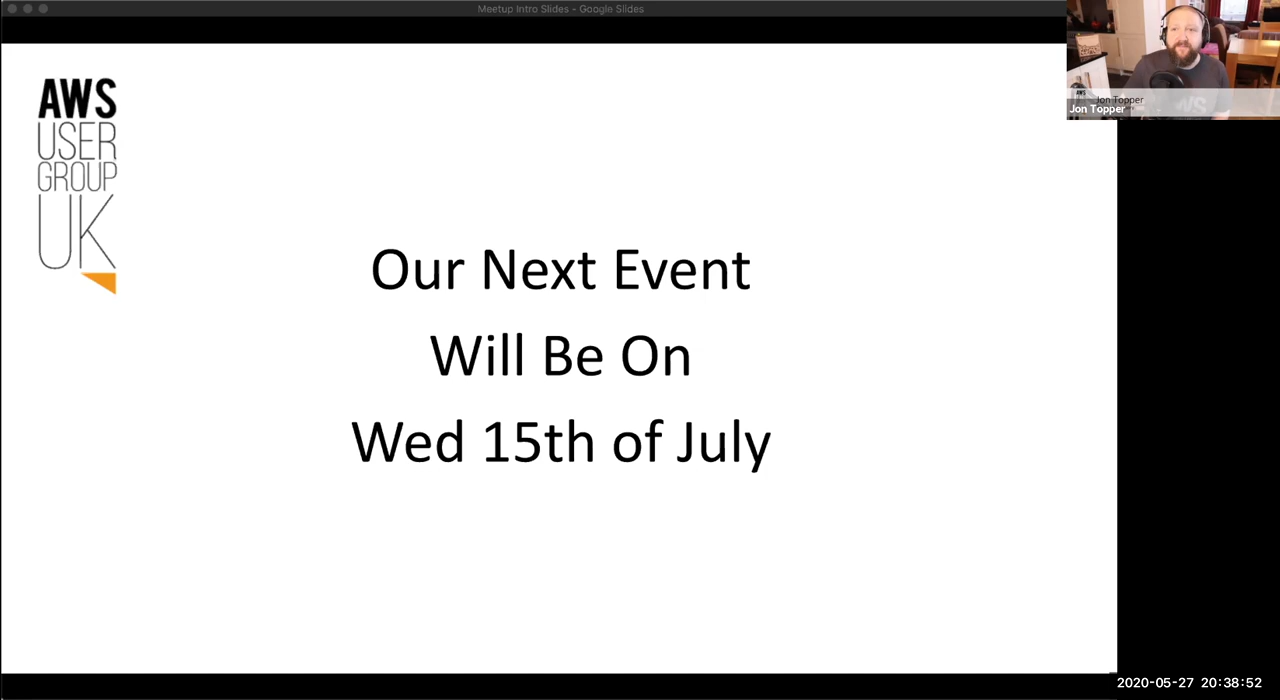 Meetup Intro Slides - Google Slides
AWS
USER
GROUP
UK
Our Next Event
Will Be On
Wed 15th of July
Jon Topper
Jon Topper
2020-05-27 20:38:52